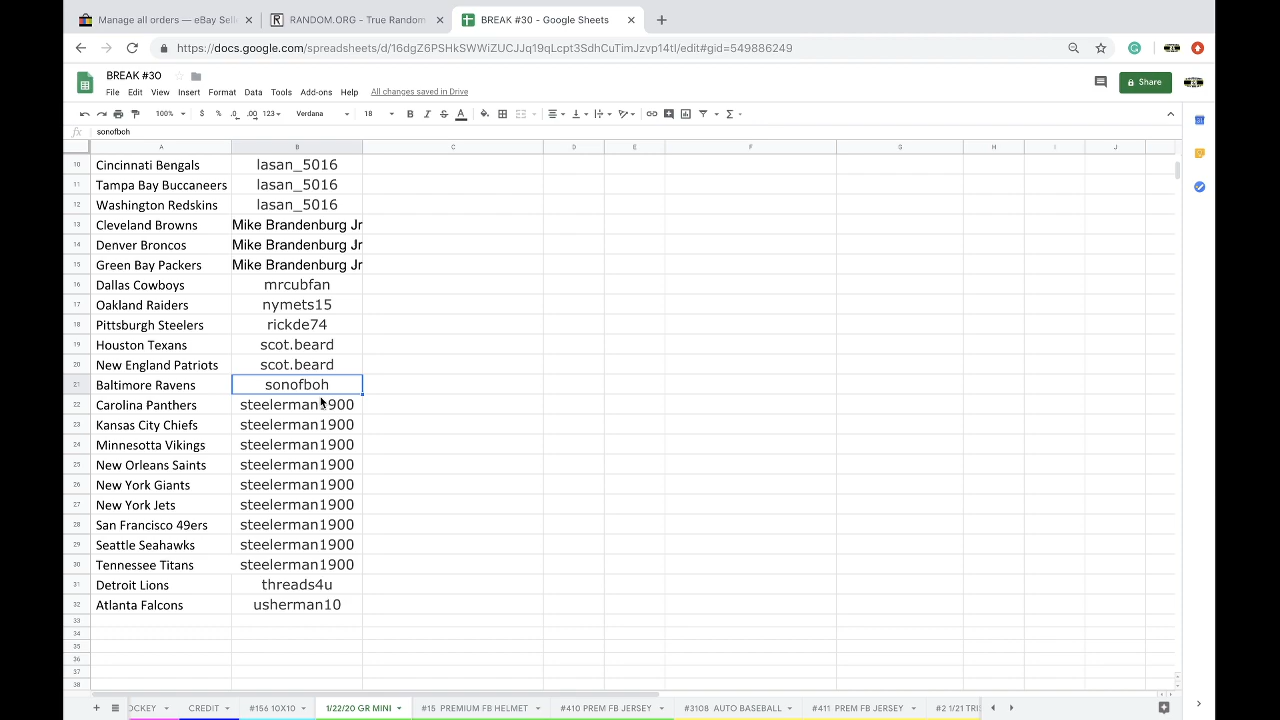 Manage all orders — eBay Sell
RANDOM.ORG - True Random
BREAK #30 - Google Sheets
https://docs.google.com/spreadsheets/d/16dgZ6PSHkSWWiZUCJJq19qLcpt3SdhCuTimJzvp14tI/edit#gid=549886249
BREAK #30
File Edit View Insert Format Data Tools Add-ons Help All changes saved in Drive
Share
100% $ % .0 .00 123 Verdana 18 B I S A
fx sonofboh
A B C D E F G H I J
10 Cincinnati Bengals lasan_5016
11 Tampa Bay Buccaneers lasan_5016
12 Washington Redskins lasan_5016
13 Cleveland Browns Mike Brandenburg Jr
14 Denver Broncos Mike Brandenburg Jr
15 Green Bay Packers Mike Brandenburg Jr
16 Dallas Cowboys mrcubfan
17 Oakland Raiders nymets15
18 Pittsburgh Steelers rickde74
19 Houston Texans scot.beard
20 New England Patriots scot.beard
21 Baltimore Ravens sonofboh
22 Carolina Panthers steelerman1900
23 Kansas City Chiefs steelerman1900
24 Minnesotta Vikings steelerman1900
25 New Orleans Saints steelerman1900
26 New York Giants steelerman1900
27 New York Jets steelerman1900
28 San Francisco 49ers steelerman1900
29 Seattle Seahawks steelerman1900
30 Tennessee Titans steelerman1900
31 Detroit Lions threads4u
32 Atlanta Falcons usherman10
33
34
35
36
37
38
OCKEY CREDIT #156 10X10 1/22/20 GR MINI #15 PREM FB HELMET #410 PREM FB JERSEY #3108 AUTO BASEBALL #411 PREM FB JERSEY #2 1/21 TRI